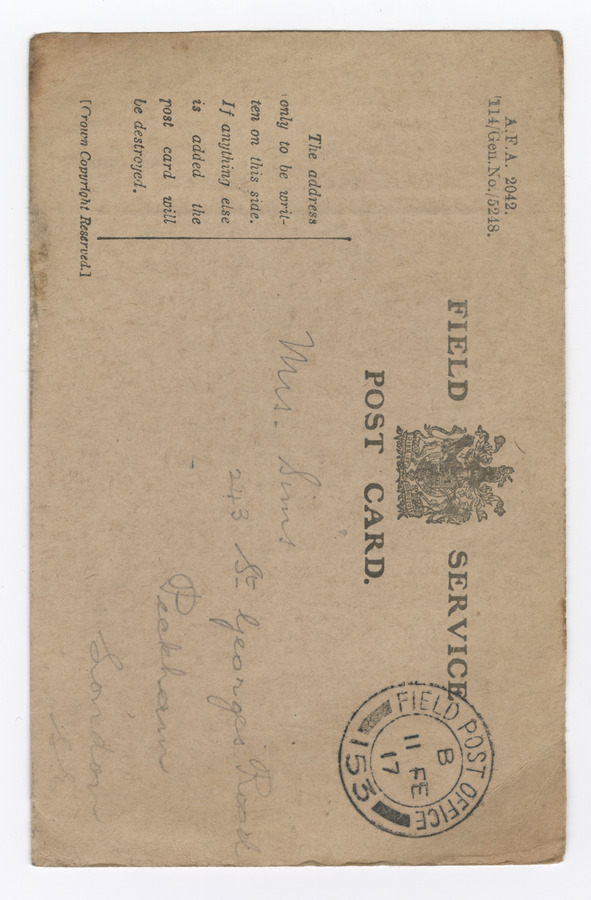 A.F.A. 2042.
114/Gen.No./5248.
FIELD SERVICE
POST CARD.
The address
only to be writ-
ten on this side.
If anything else
is added the
post card will
be destroyed.
[Crown Copyright Reserved.]
FIELD POST OFFICE
B
11 FE
17
153
Mrs. Sims
243 St Georges Road
Peckham
London